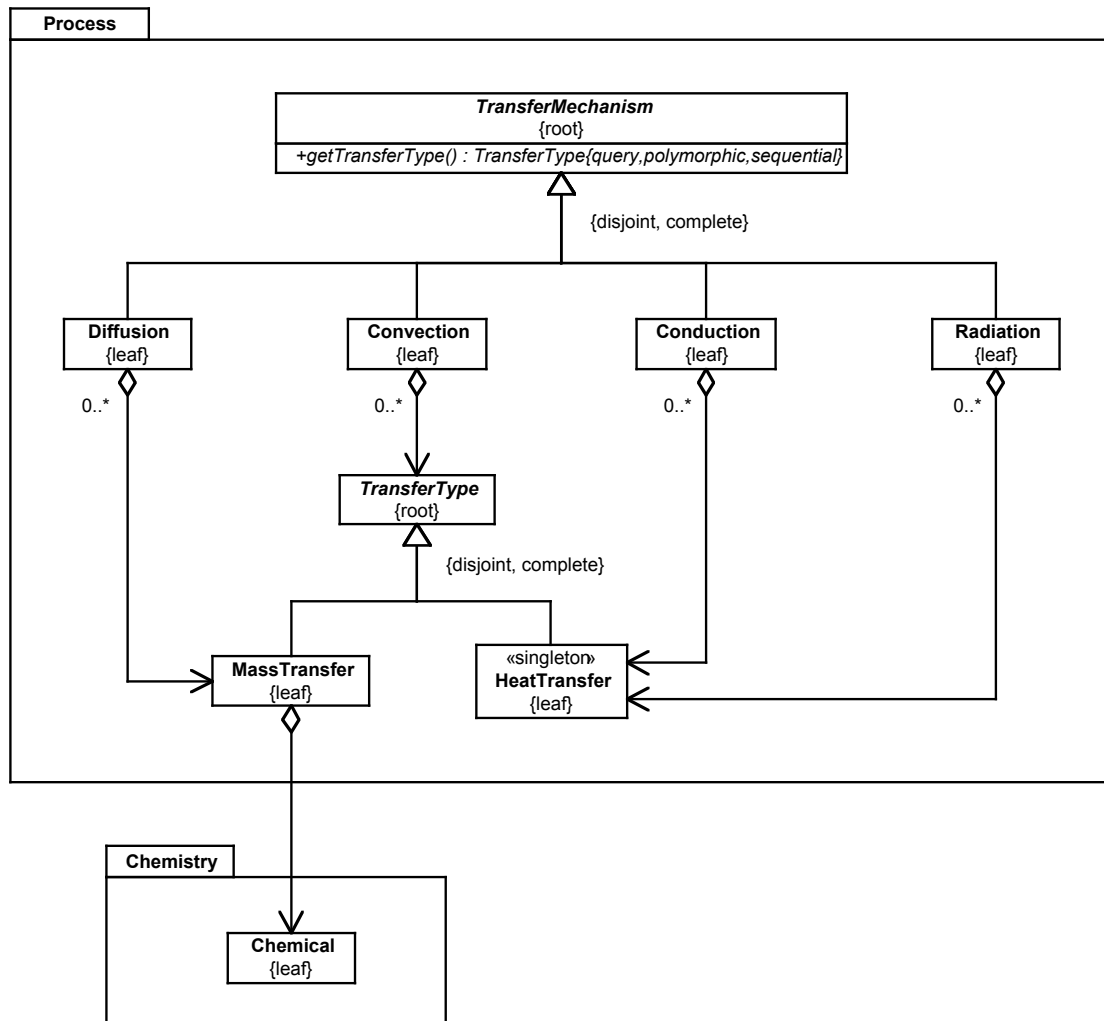 Process
TransferMechanism
{root}
+getTransferType() : TransferType{query,polymorphic,sequential}
{disjoint, complete}
Diffusion
{leaf}
Convection
{leaf}
Conduction
{leaf}
Radiation
{leaf}
0..*
0..*
0..*
0..*
TransferType
{root}
{disjoint, complete}
MassTransfer
{leaf}
«singleton»
HeatTransfer
{leaf}
Chemistry
Chemical
{leaf}